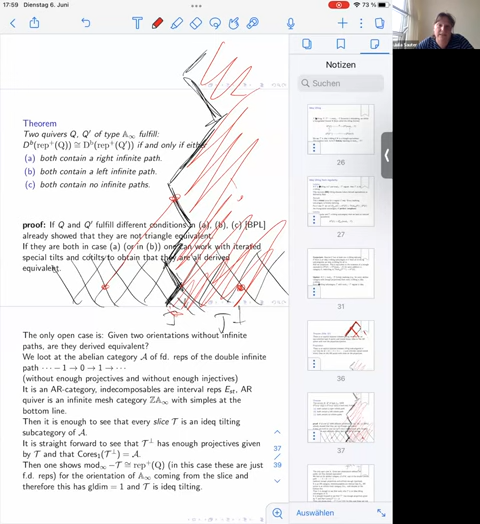 17:59 Dienstag 6. Juni
73 %
Theorem
Two quivers Q, Q′ of type A∞ fulfill:
Dᵇ(rep⁺(Q)) ≅ Dᵇ(rep⁺(Q′)) if and only if either
(a) both contain a right infinite path.
(b) both contain a left infinite path.
(c) both contain no infinite paths.
proof: If Q and Q′ fulfill different conditions in (a), (b), (c) [BPL]
already showed that they are not triangle equivalent.
If they are both in case (a) (or in (b)) one can work with iterated
special tilts and cotilts to obtain that they are all derived
equivalent.
The only open case is: Given two orientations without infinite
paths, are they derived equivalent?
We loot at the abelian category A of fd. reps of the double infinite
path ··· − 1 → 0 → 1 → ···
(without enough projectives and without enough injectives)
It is an AR-category, indecomposables are interval reps Est, AR
quiver is an infinite mesh category ZA∞ with simples at the
bottom line.
Then it is enough to see that every slice T is an ideq tilting
subcategory of A.
It is straight forward to see that T⊥ has enough projectives given
by T and that Cores₁(T⊥) = A.
Then one shows mod∞ −T ≅ rep⁺(Q) (in this case these are just
f.d. reps) for the orientation of A∞ coming from the slice and
therefore this has gldim = 1 and T is ideq tilting.
37
39
Notizen
Suchen
26
27
31
36
37
Auswählen